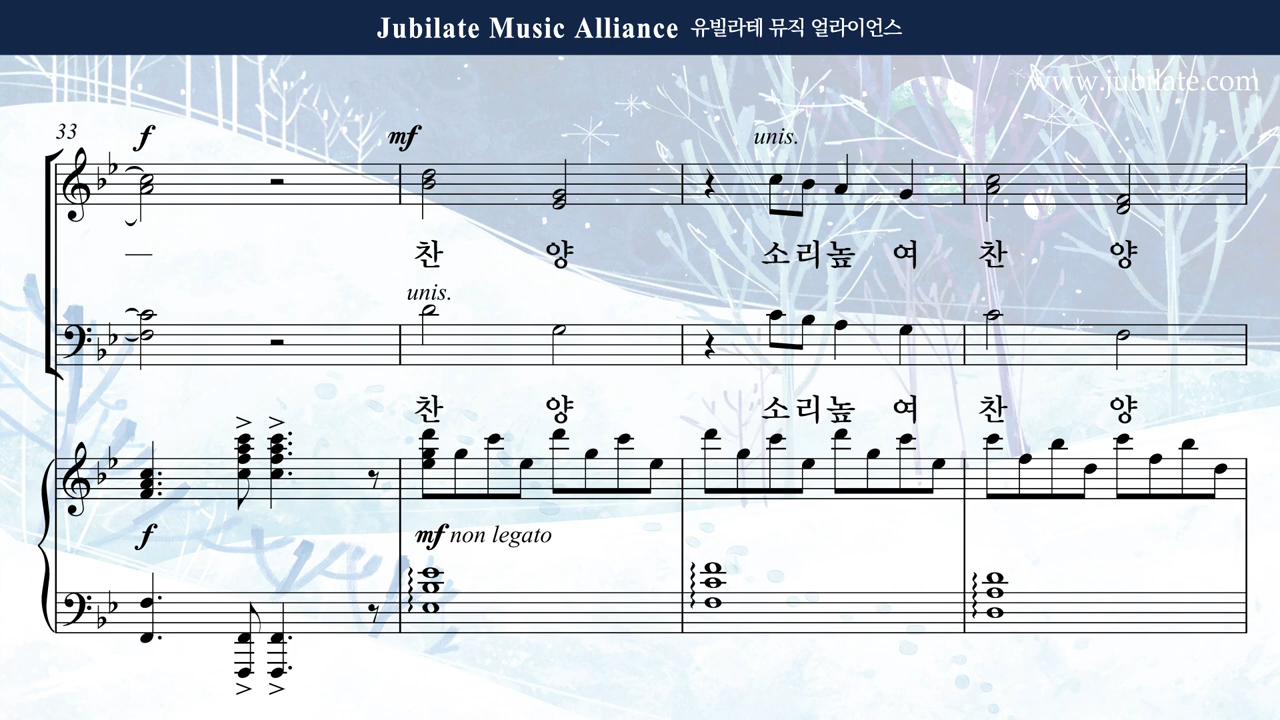 Jubilate Music Alliance 유빌라테 뮤직 얼라이언스
www.jubilate.com
33 f mf unis.
찬 양 소리높여 찬 양
unis.
찬 양 소리높여 찬 양
f mf non legato